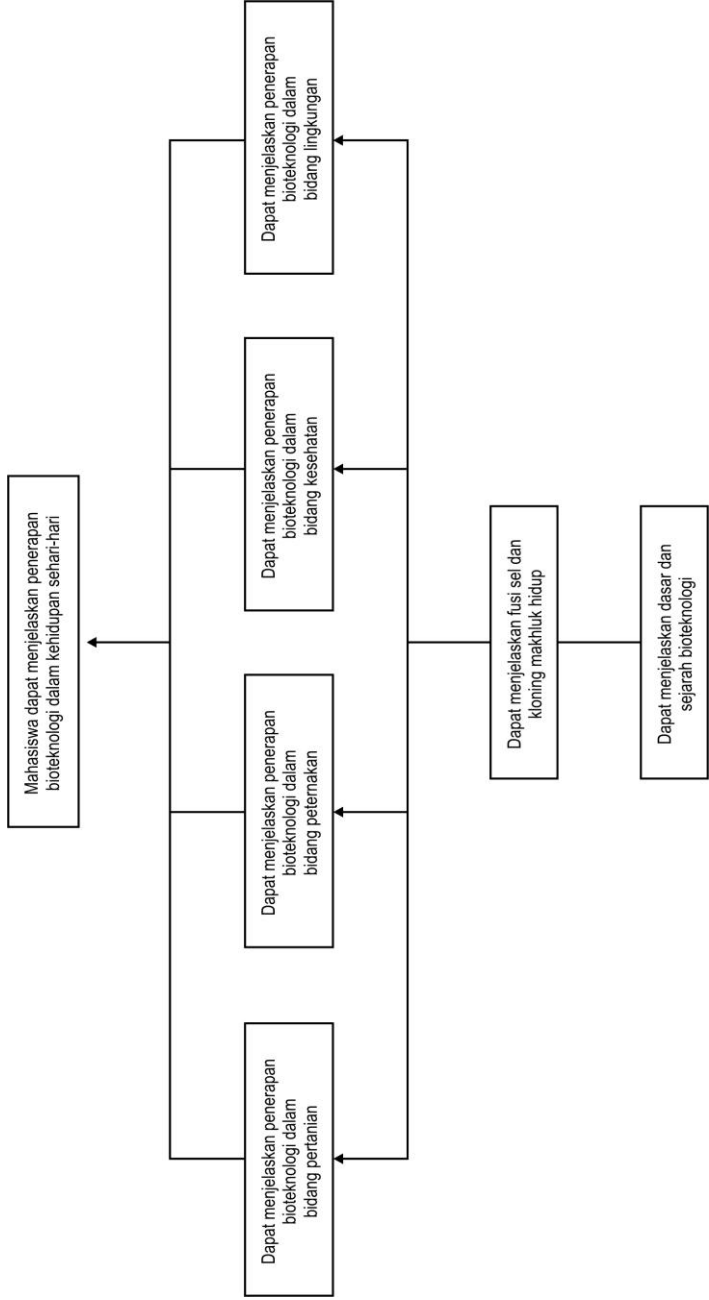 Mahasiswa dapat menjelaskan penerapan
bioteknologi dalam kehidupan sehari-hari
Dapat menjelaskan penerapan
bioteknologi dalam
bidang pertanian
Dapat menjelaskan penerapan
bioteknologi dalam
bidang peternakan
Dapat menjelaskan penerapan
bioteknologi dalam
bidang kesehatan
Dapat menjelaskan penerapan
bioteknologi dalam
bidang lingkungan
Dapat menjelaskan fusi sel dan
kloning makhluk hidup
Dapat menjelaskan dasar dan
sejarah bioteknologi